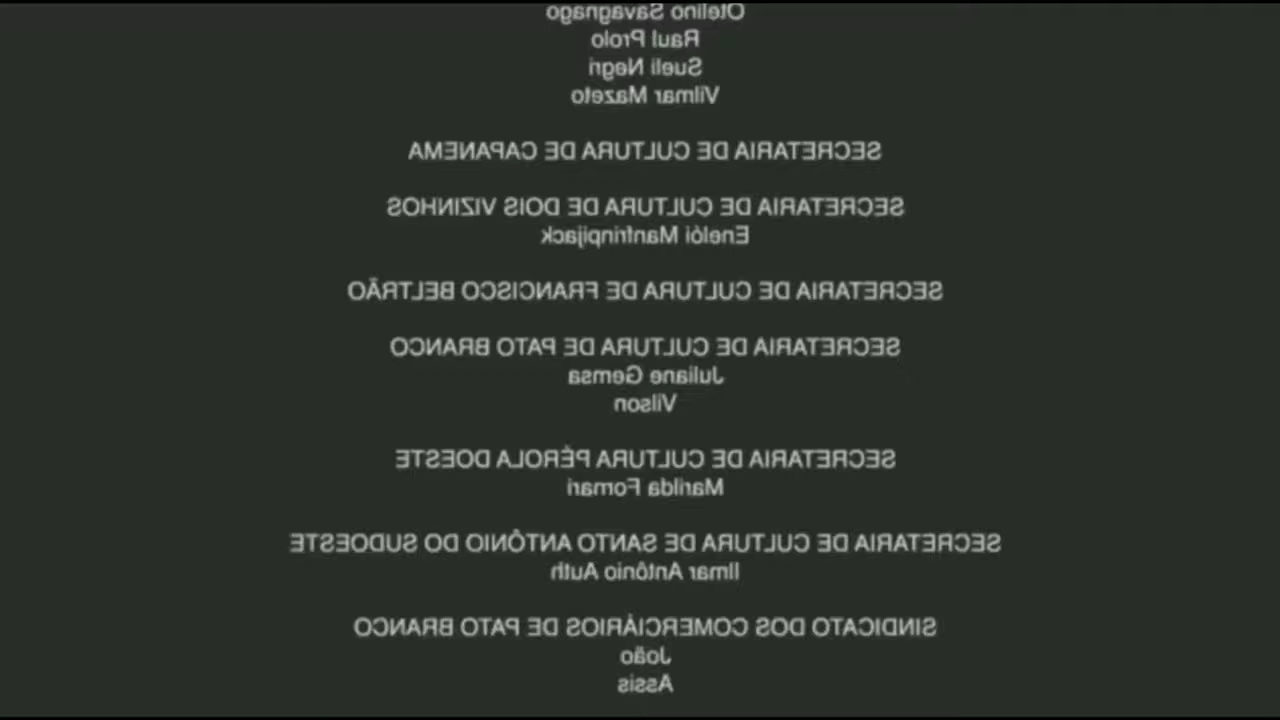 Otelino Savagnago
Raul Prolo
Sueli Negri
Vilmar Mazeto
SECRETARIA DE CULTURA DE CAPANEMA
SECRETARIA DE CULTURA DE DOIS VIZINHOS
Enelói Manfrinpijack
SECRETARIA DE CULTURA DE FRANCISCO BELTRÃO
SECRETARIA DE CULTURA DE PATO BRANCO
Juliane Gemsa
Vilson
SECRETARIA DE CULTURA PÉROLA DOESTE
Marilda Fornari
SECRETARIA DE CULTURA DE SANTO ANTÔNIO DO SUDOESTE
Ilmar Antônio Auth
SINDICATO DOS COMERCIÁRIOS DE PATO BRANCO
João
Assis